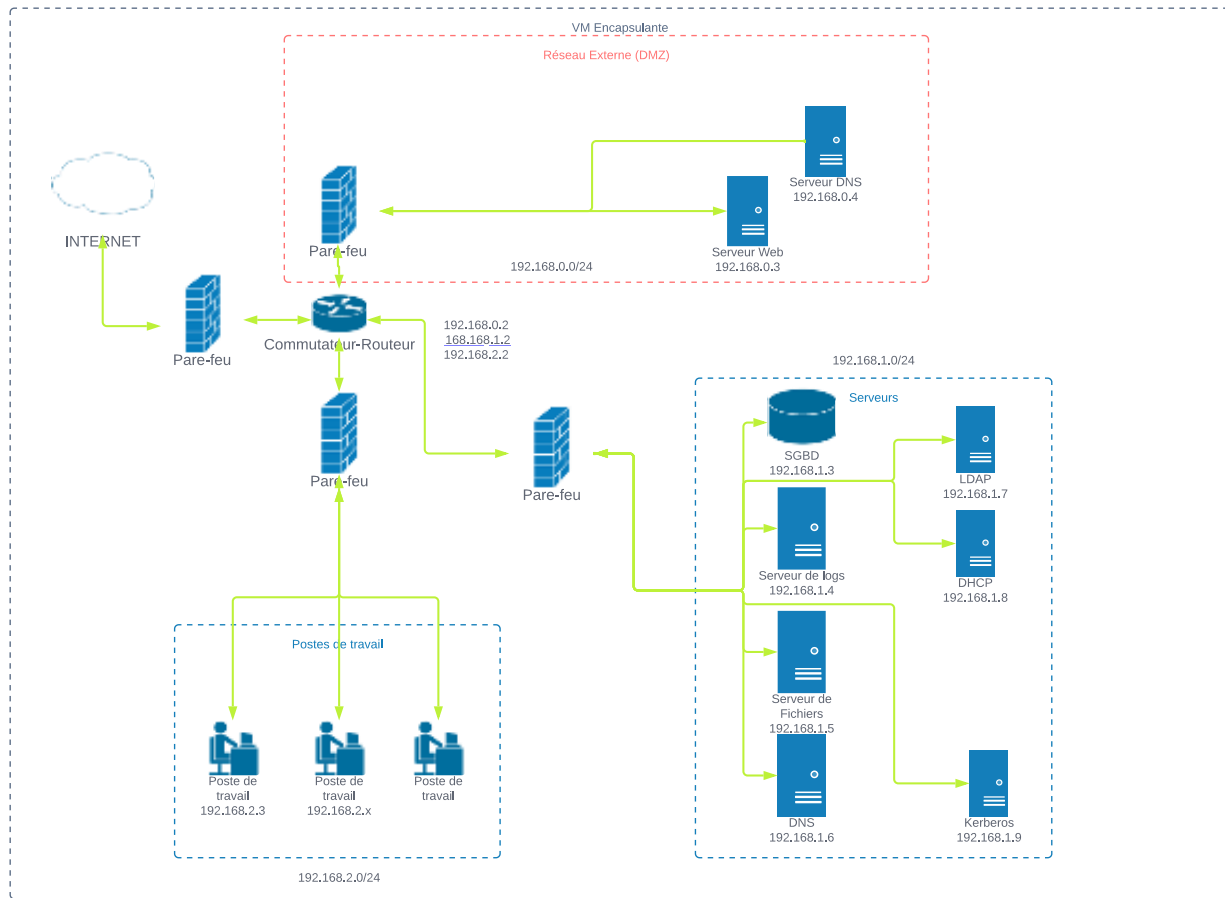 VM Encapsulante
Réseau Externe (DMZ)
Serveur DNS
192.168.0.4
INTERNET
Pare-feu
Serveur Web
192.168.0.3
192.168.0.0/24
Pare-feu
Commutateur-Routeur
192.168.0.2
168.168.1.2
192.168.2.2
192.168.1.0/24
Serveurs
SGBD
192.168.1.3
LDAP
192.168.1.7
Pare-feu
Pare-feu
Serveur de logs
192.168.1.4
DHCP
192.168.1.8
Postes de travail
Serveur de
Fichiers
192.168.1.5
Poste de
travail
192.168.2.3
Poste de
travail
192.168.2.x
Poste de
travail
DNS
192.168.1.6
Kerberos
192.168.1.9
192.168.2.0/24